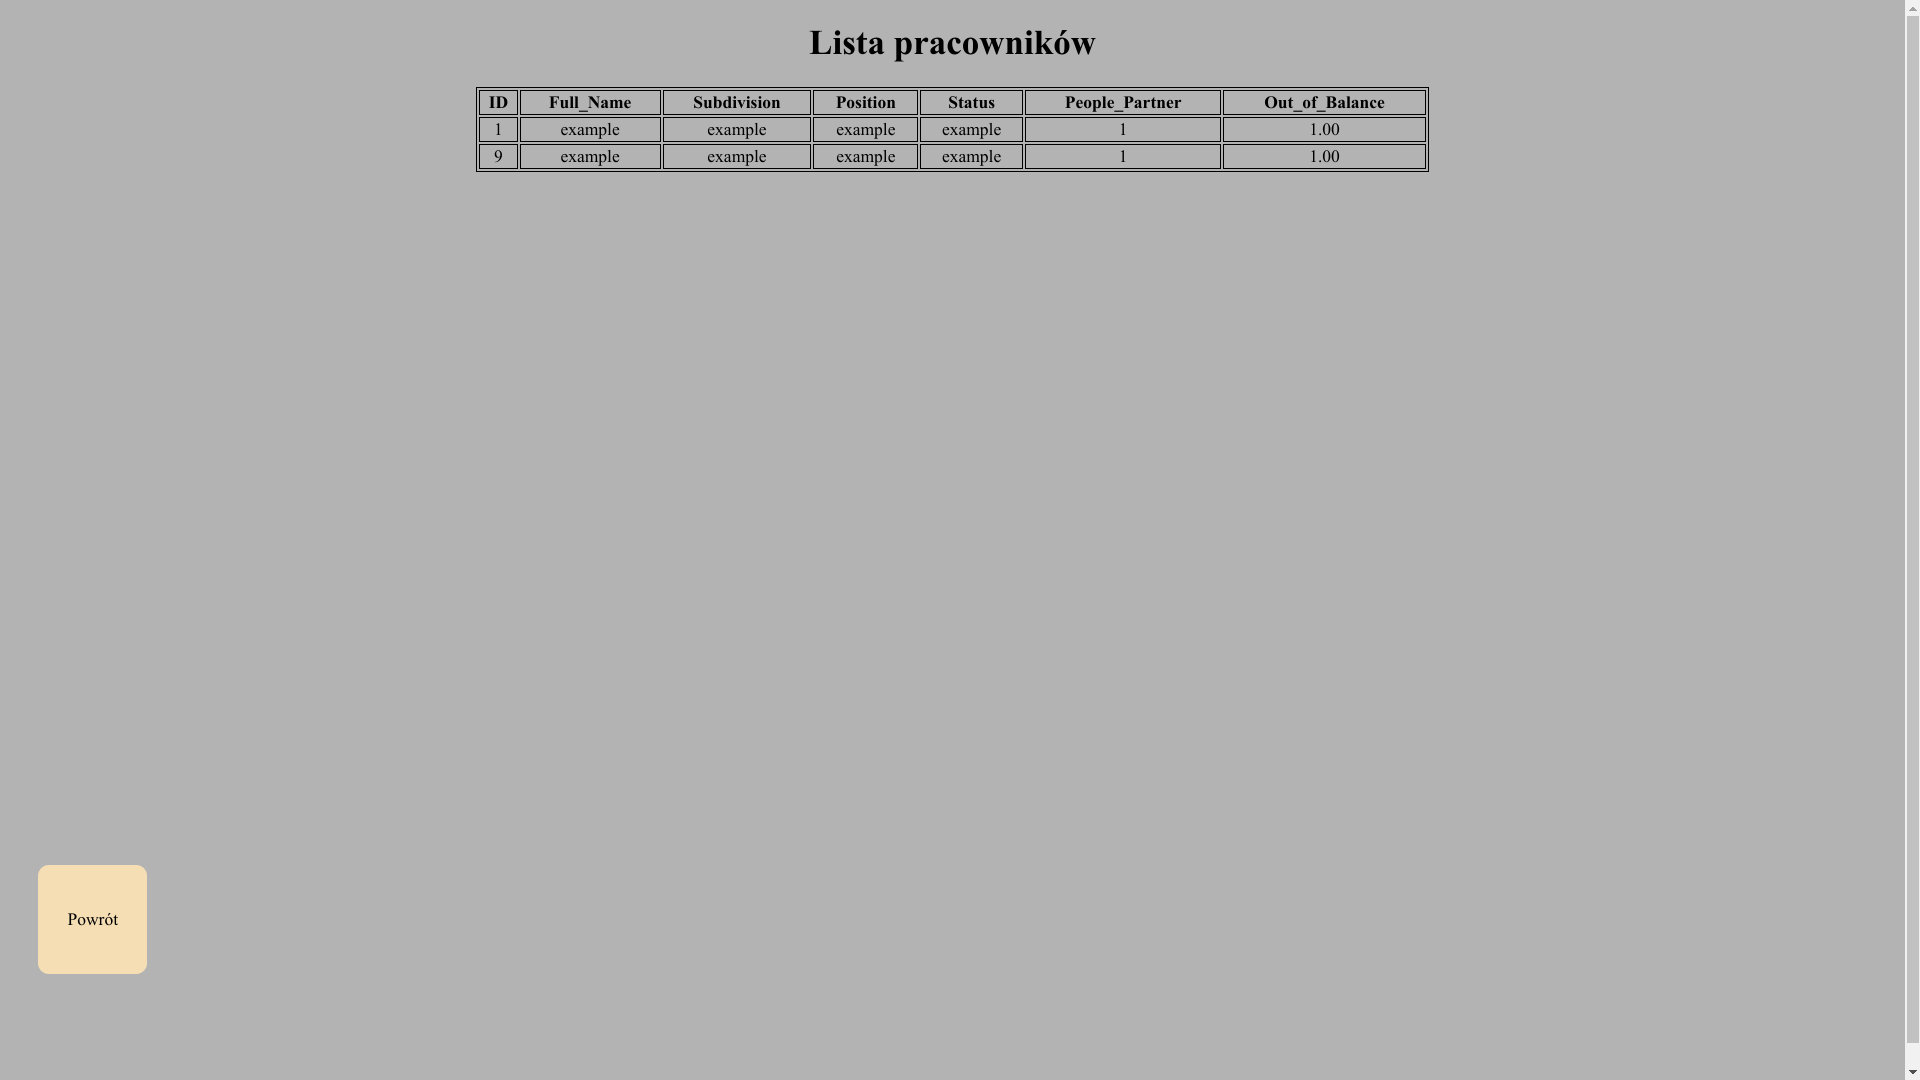 Lista pracowników
ID Full_Name Subdivision Position Status People_Partner Out_of_Balance
1 example example example example 1 1.00
9 example example example example 1 1.00
Powrót